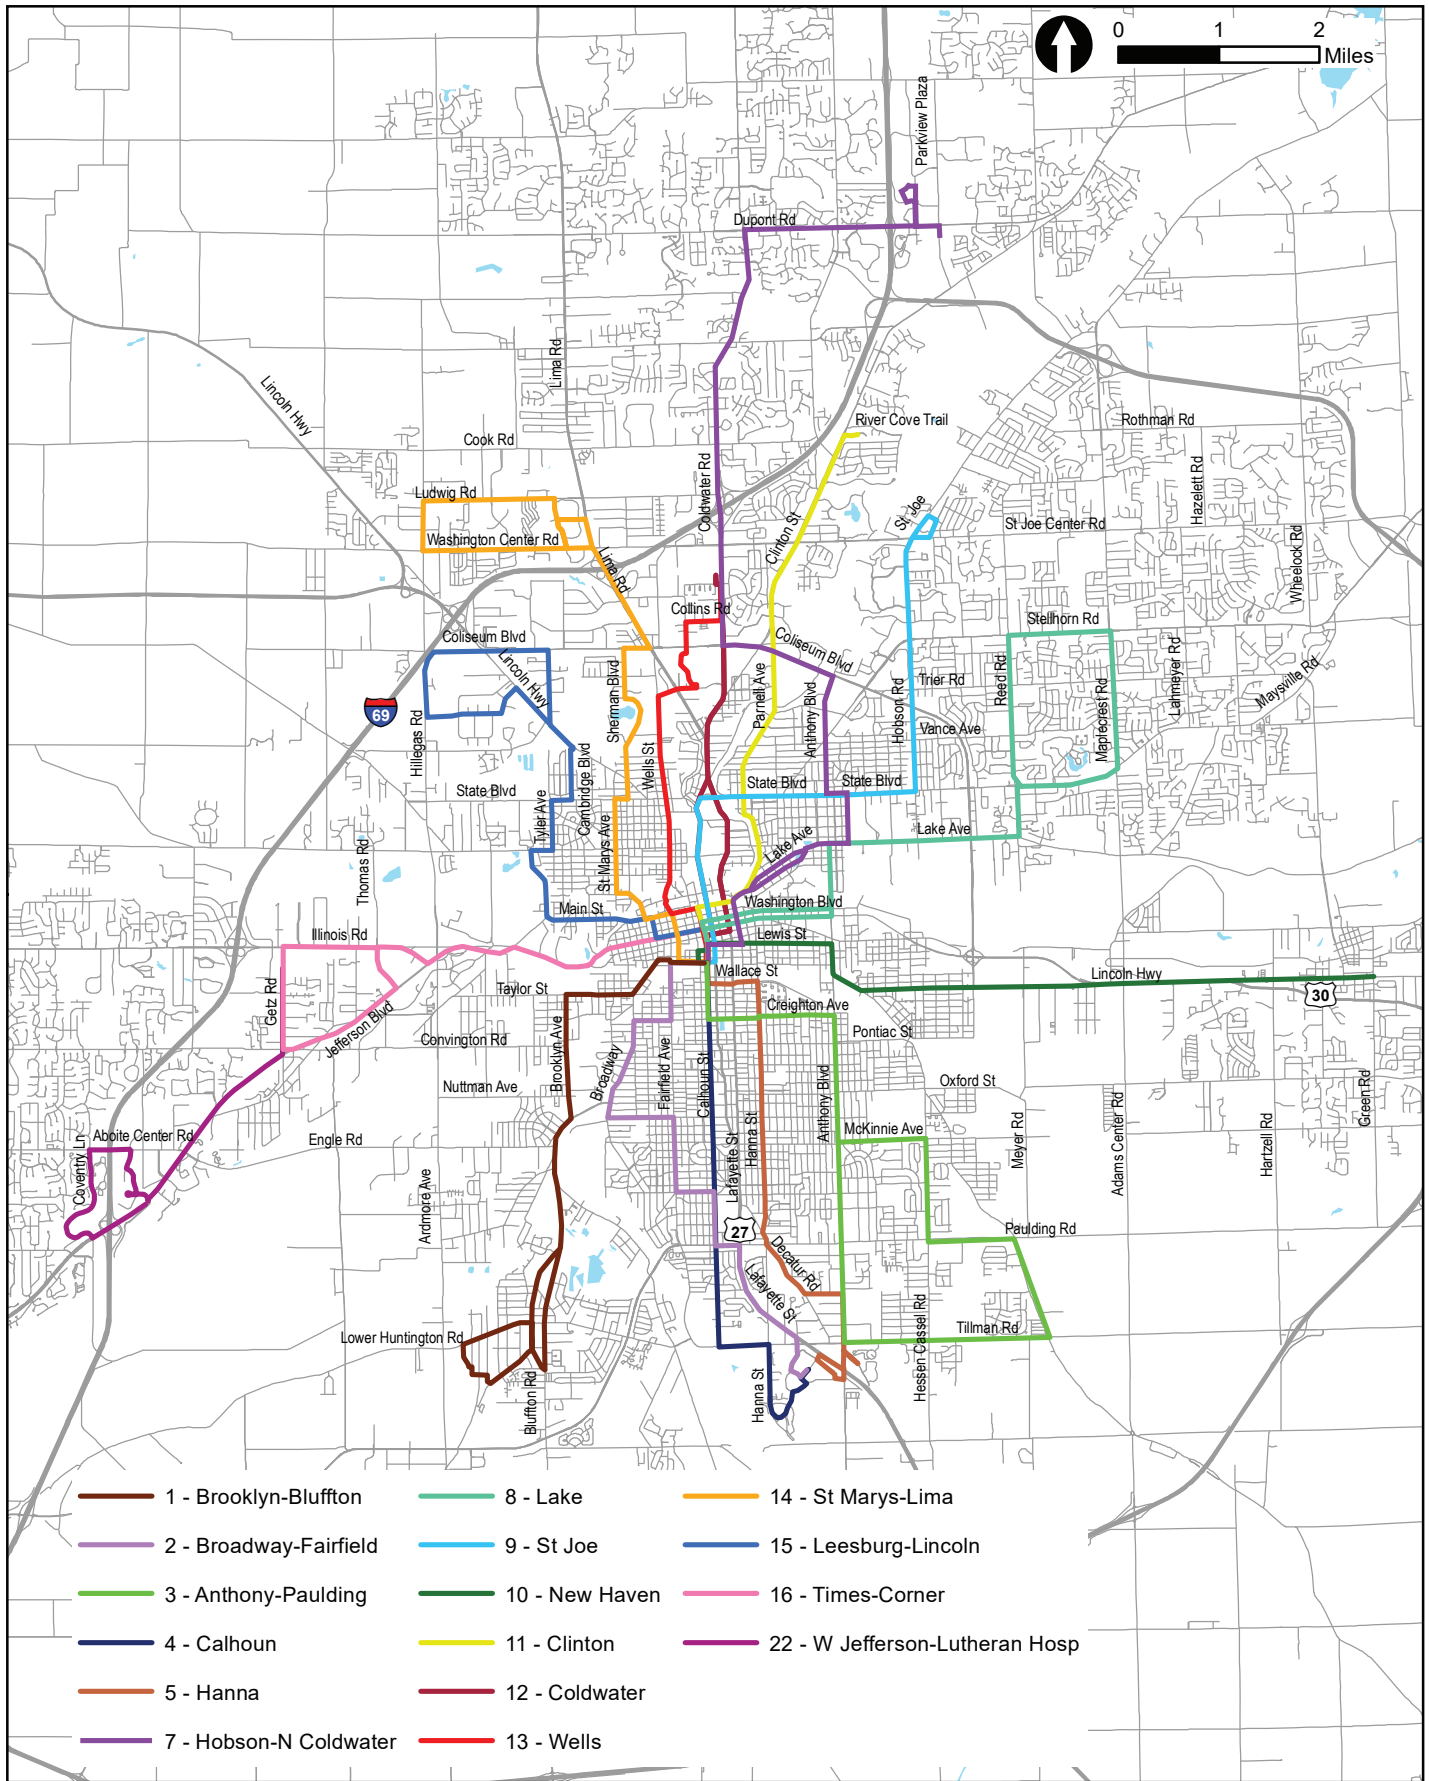 0 1 2
Miles
Parkview Plaza
Dupont Rd
Lima Rd
Lincoln Hwy
River Cove Trail
Rothman Rd
Cook Rd
Coldwater Rd
Hazelett Rd
Ludwig Rd
St. Joe
St Joe Center Rd
Washington Center Rd
Clinton St
Wheelock Rd
Lima Rd
Collins Rd
Stellhorn Rd
Coliseum Blvd
Coliseum Blvd
Lincoln Hwy
Sherman Blvd
Parnell Ave
Anthony Blvd
Hobson Rd
Trier Rd
Reed Rd
Maplecrest Rd
Lahmeyer Rd
Maysville Rd
69
Hillegas Rd
Vance Ave
Wells St
Cambridge Blvd
State Blvd
State Blvd
State Blvd
Tyler Ave
St Marys Ave
Lake Ave
Lake Ave
Thomas Rd
Main St
Washington Blvd
Illinois Rd
Lewis St
Wallace St
Lincoln Hwy
30
Getz Rd
Taylor St
Creighton Ave
Jefferson Blvd
Convington Rd
Pontiac St
Brooklyn Ave
Broadway
Fairfield Ave
Calhoun St
Nuttman Ave
Oxford St
Anthony Blvd
Green Rd
Aboite Center Rd
Engle Rd
Hanna St
McKinnie Ave
Meyer Rd
Adams Center Rd
Hartzell Rd
Coventry Ln
Ardmore Ave
Lafayette St
27
Paulding Rd
Decatur Rd
Lafayette St
Lower Huntington Rd
Tillman Rd
Hessen Cassel Rd
Bluffton Rd
Hanna St
1 - Brooklyn-Bluffton
2 - Broadway-Fairfield
3 - Anthony-Paulding
4 - Calhoun
5 - Hanna
7 - Hobson-N Coldwater
8 - Lake
9 - St Joe
10 - New Haven
11 - Clinton
12 - Coldwater
13 - Wells
14 - St Marys-Lima
15 - Leesburg-Lincoln
16 - Times-Corner
22 - W Jefferson-Lutheran Hosp